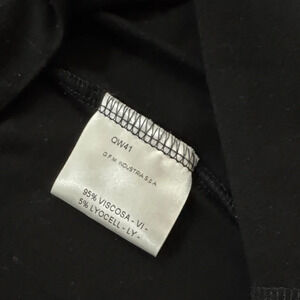 QW41
G.F.M. INDUSTRIA S.R.A.
95% VISCOSA - VI -
5% LYOCELL - LY -